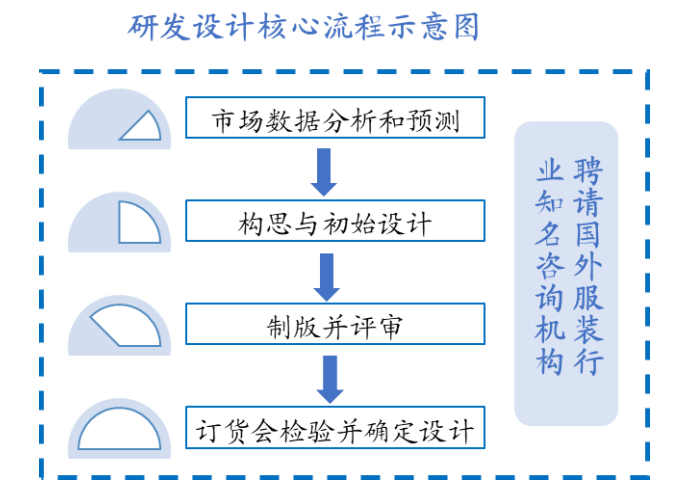 研发设计核心流程示意图
市场数据分析和预测
构思与初始设计
制版并评审
订货会检验并确定设计
聘请国外服装行
业知名咨询机构